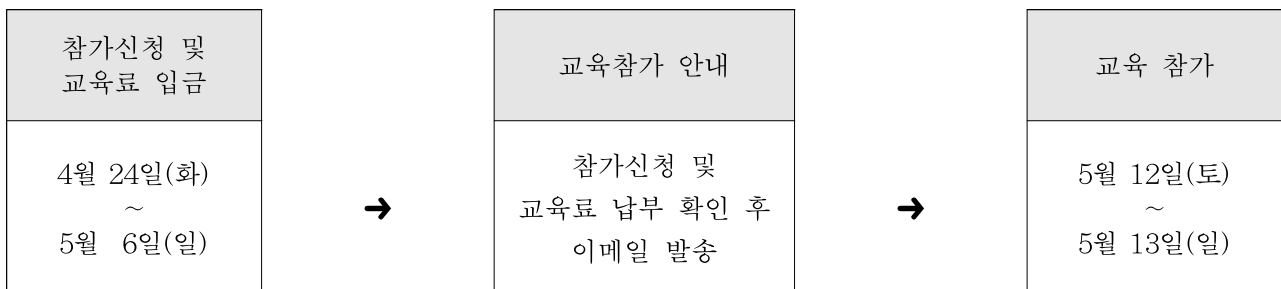 참가신청 및
교육료 입금
4월 24일(화)
~
5월 6일(일)
➔
교육참가 안내
참가신청 및
교육료 납부 확인 후
이메일 발송
➔
교육 참가
5월 12일(토)
~
5월 13일(일)